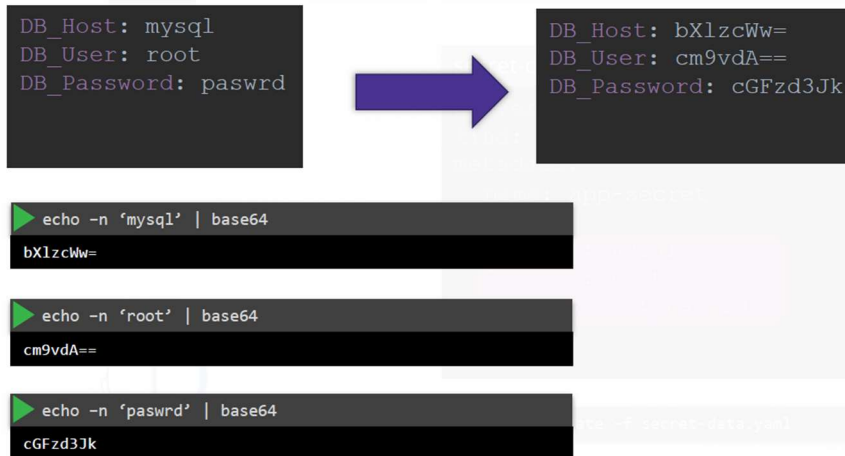 DB_Host: mysql
DB_User: root
DB_Password: paswrd
DB_Host: bXlzcWw=
DB_User: cm9vdA==
DB_Password: cGFzd3Jk
echo –n ‘mysql’ | base64
bXlzcWw=
echo –n ‘root’ | base64
cm9vdA==
echo –n ‘paswrd’ | base64
cGFzd3Jk